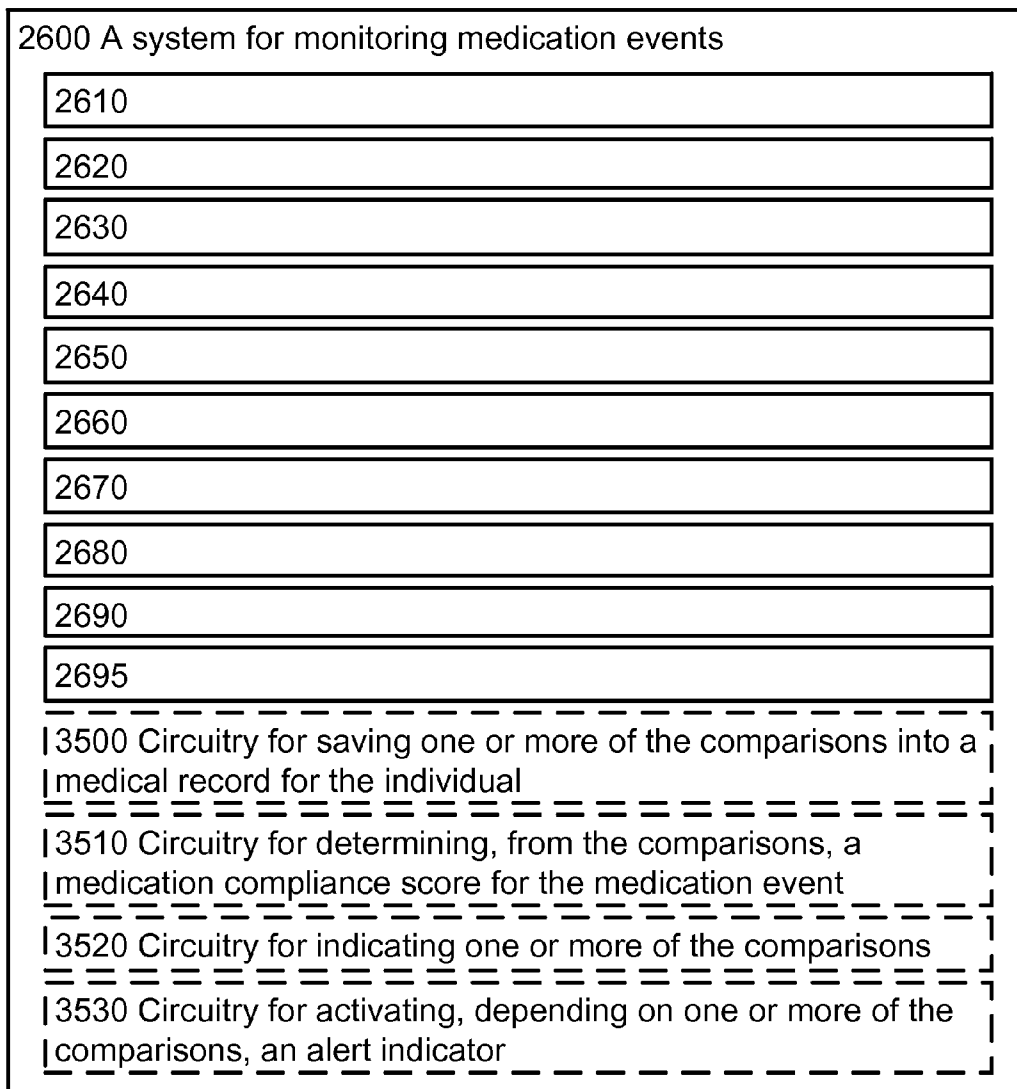 2600 A system for monitoring medication events
2610
2620
2630
2640
2650
2660
2670
2680
2690
2695
3500 Circuitry for saving one or more of the comparisons into a
medical record for the individual
3510 Circuitry for determining, from the comparisons, a
medication compliance score for the medication event
3520 Circuitry for indicating one or more of the comparisons
3530 Circuitry for activating, depending on one or more of the
comparisons, an alert indicator